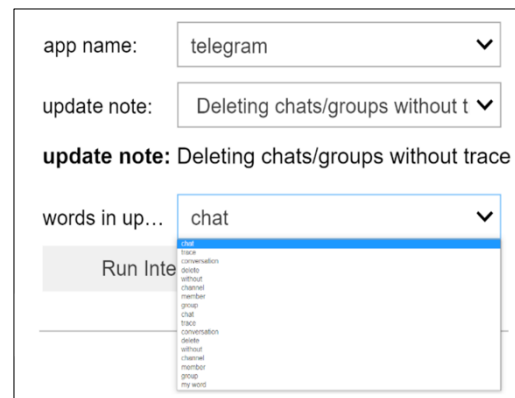 app name: telegram
update note: Deleting chats/groups without t
update note: Deleting chats/groups without trace
words in up... chat
Run Inte
chat
trace
conversation
delete
without
channel
member
group
chat
trace
conversation
delete
without
channel
member
group
my word